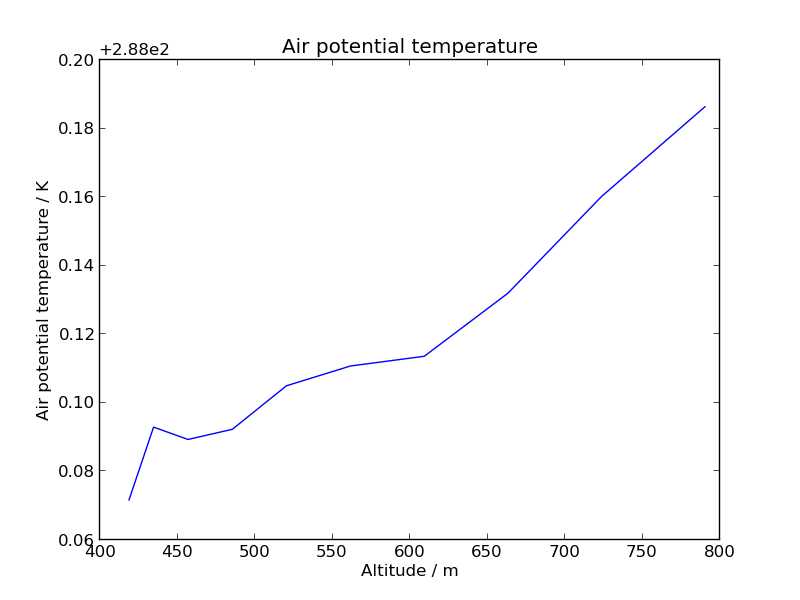 Air potential temperature
+2.88e2
0.20
0.18
0.16
0.14
0.12
0.10
0.08
0.06
Air potential temperature / K
400 450 500 550 600 650 700 750 800
Altitude / m